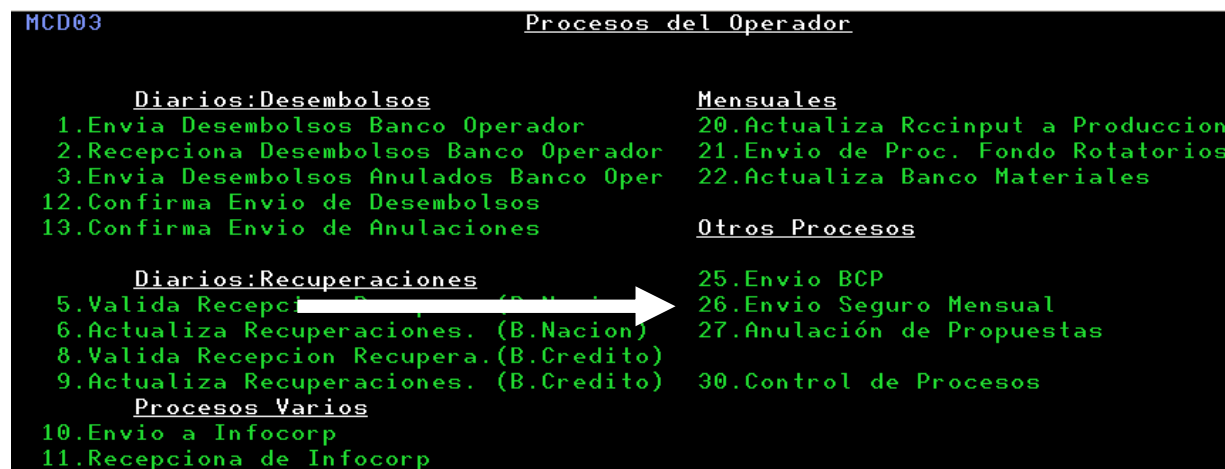 MCD03 Procesos del Operador
Diarios:Desembolsos
1.Envia Desembolsos Banco Operador
2.Recepciona Desembolsos Banco Operador
3.Envia Desembolsos Anulados Banco Oper
12.Confirma Envio de Desembolsos
13.Confirma Envio de Anulaciones
Diarios:Recuperaciones
5.Valida
6.Actualiza Recuperaciones. (B.Nacion)
8.Valida Recepcion Recupera.(B.Credito)
9.Actualiza Recuperaciones. (B.Credito)
Procesos Varios
10.Envio a Infocorp
11.Recepciona de Infocorp
Mensuales
20.Actualiza Rccinput a Produccion
21.Envio de Proc. Fondo Rotatorios
22.Actualiza Banco Materiales
Otros Procesos
25.Envio BCP
26.Envio Seguro Mensual
27.Anulación de Propuestas
30.Control de Procesos